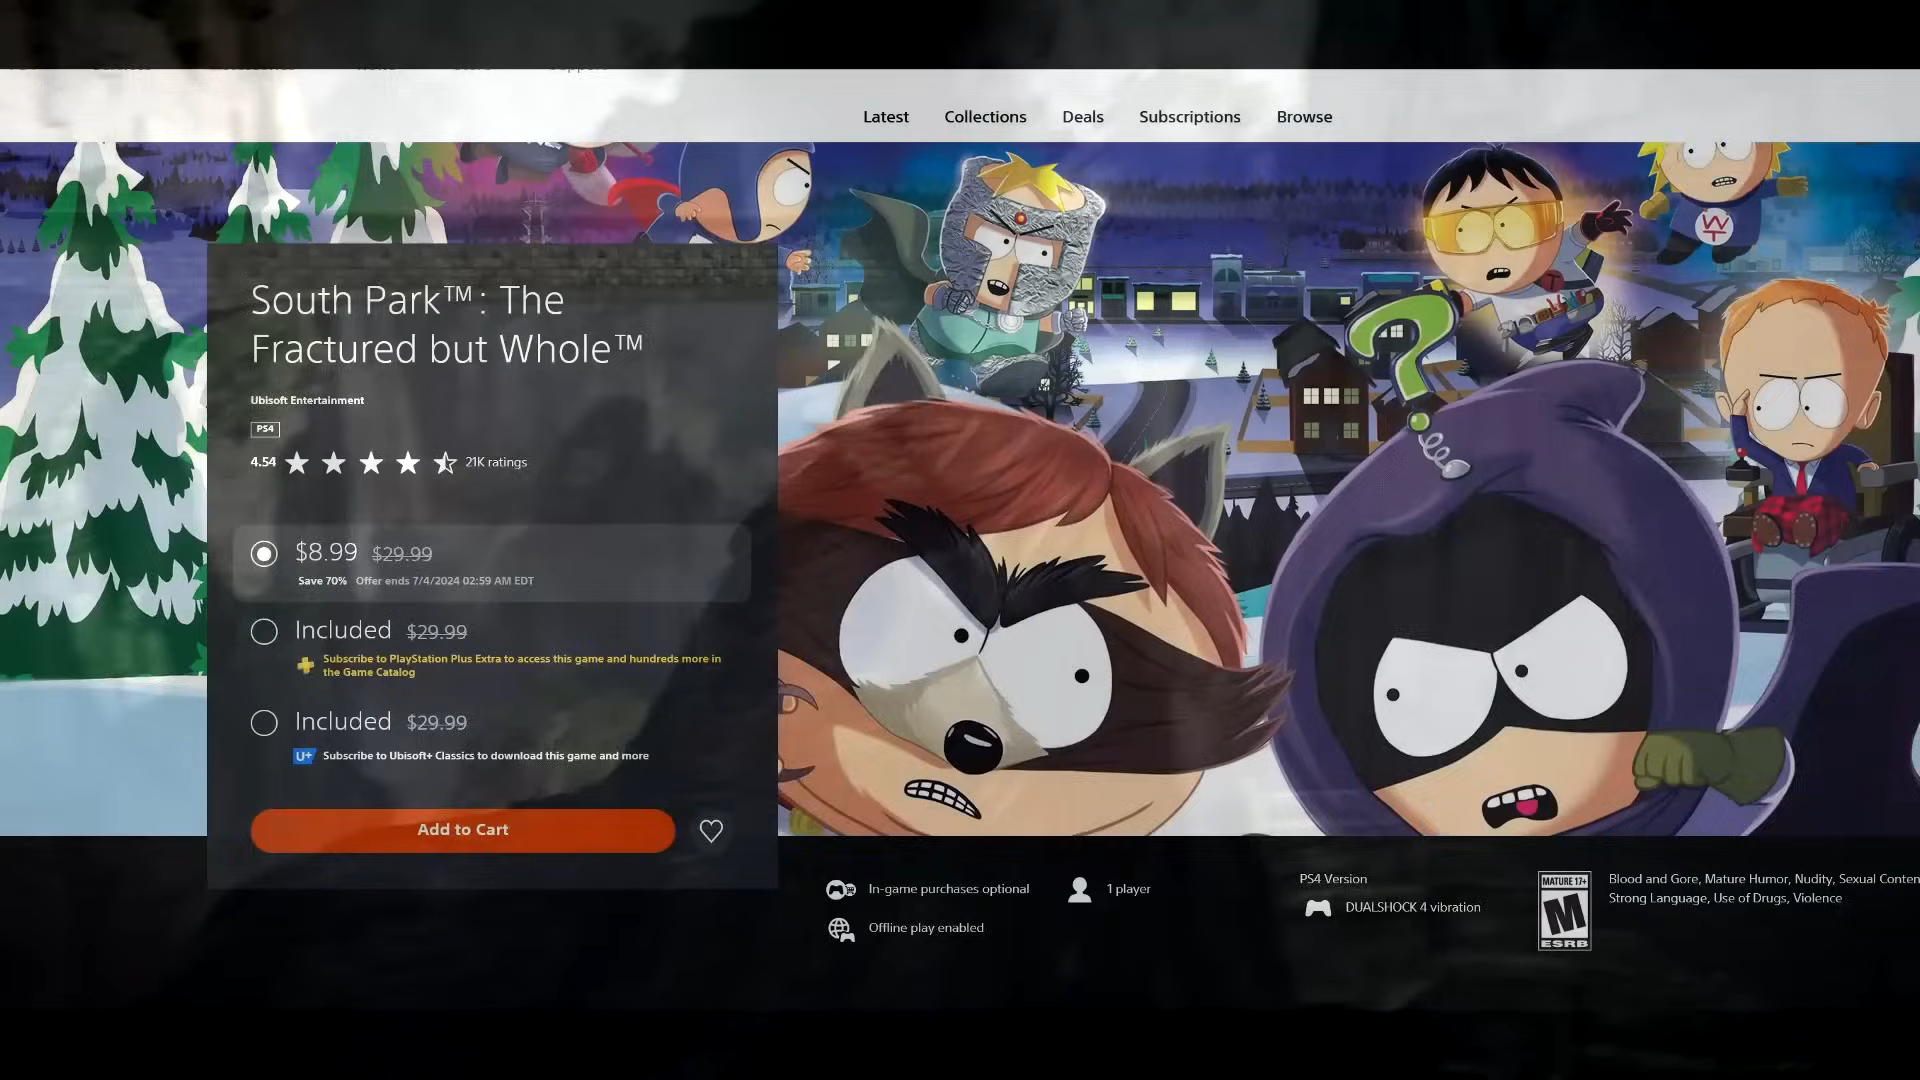 Latest Collections Deals Subscriptions Browse
South Park™: The
Fractured but Whole™
Ubisoft Entertainment
PS4
4.54 21K ratings
$8.99 $29.99
Save 70% Offer ends 7/4/2024 02:59 AM EDT
Included $29.99
Subscribe to PlayStation Plus Extra to access this game and hundreds more in
the Game Catalog
Included $29.99
U+ Subscribe to Ubisoft+ Classics to download this game and more
Add to Cart
In-game purchases optional
Offline play enabled
1 player
PS4 Version
DUALSHOCK 4 vibration
MATURE 17+
M
ESRB
Blood and Gore, Mature Humor, Nudity, Sexual Conten
Strong Language, Use of Drugs, Violence
W
T